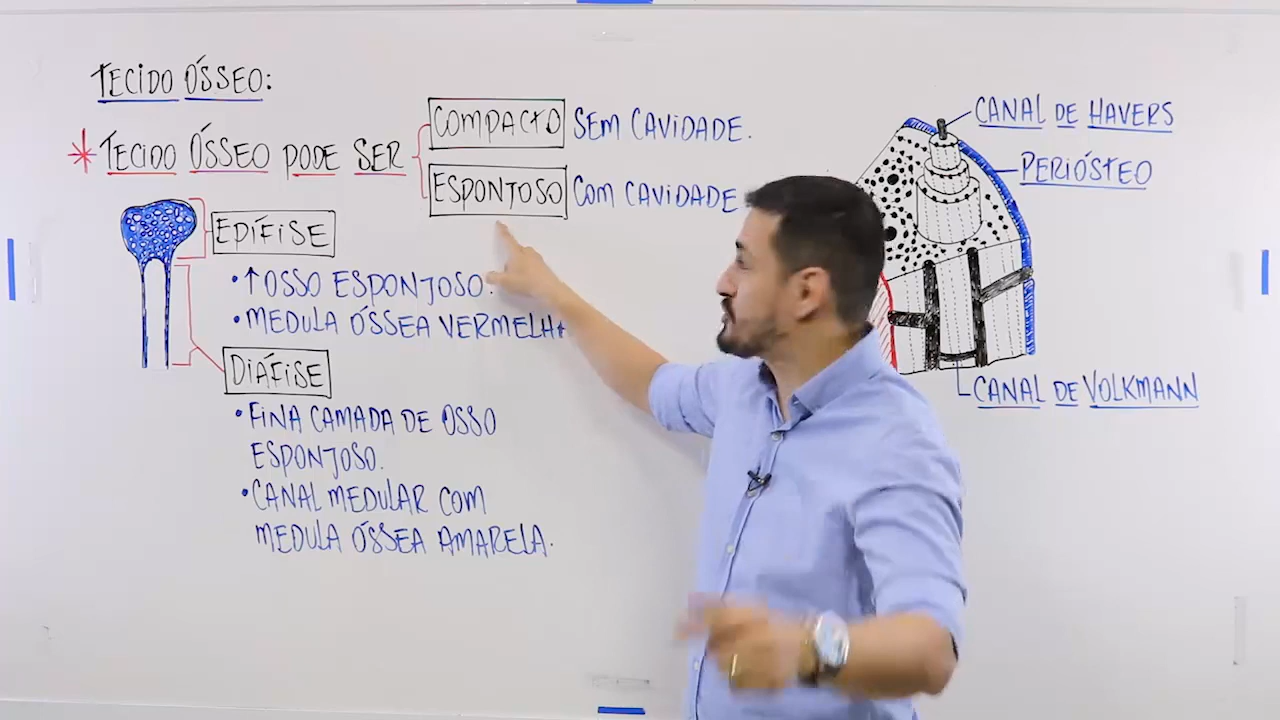 TECIDO ÓSSEO:
* TECIDO ÓSSEO PODE SER
COMPACTO SEM CAVIDADE.
ESPONJOSO COM CAVIDADE
EPÍFISE
• ↑ OSSO ESPONJOSO.
• MEDULA ÓSSEA VERMELHA
DIÁFISE
• FINA CAMADA DE OSSO
ESPONJOSO.
• CANAL MEDULAR COM
MEDULA ÓSSEA AMARELA.
CANAL DE HAVERS
PERIÓSTEO
CANAL DE VOLKMANN